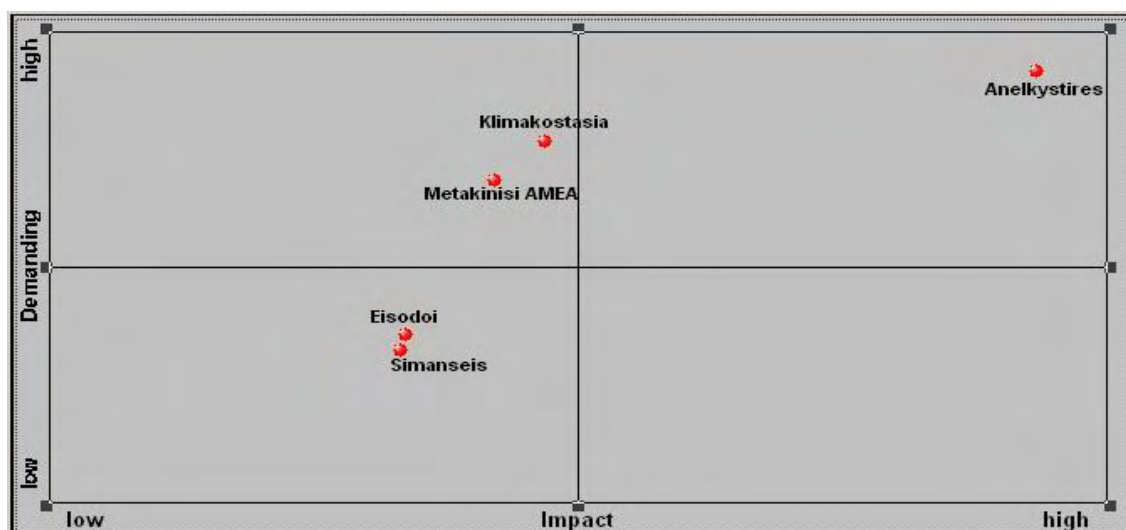 high
Demanding
low
Anelkystires
Klimakostasia
Metakinisi AMEA
Eisodoi
Simanseis
low
Impact
high